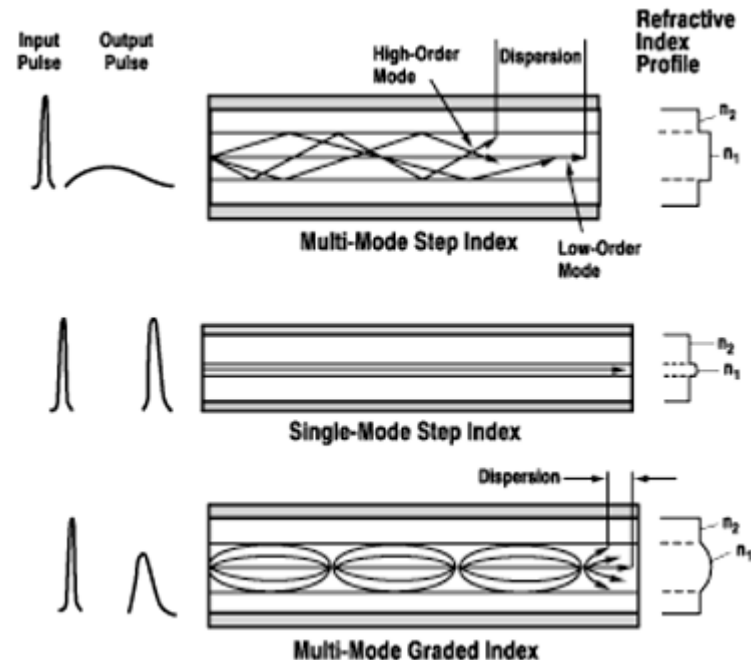 Input
Pulse
Output
Pulse
High-Order
Mode
Dispersion
Refractive
Index
Profile
n₂
n₁
Multi-Mode Step Index
Low-Order
Mode
n₂
n₁
Single-Mode Step Index
Dispersion
n₂
n₁
Multi-Mode Graded Index